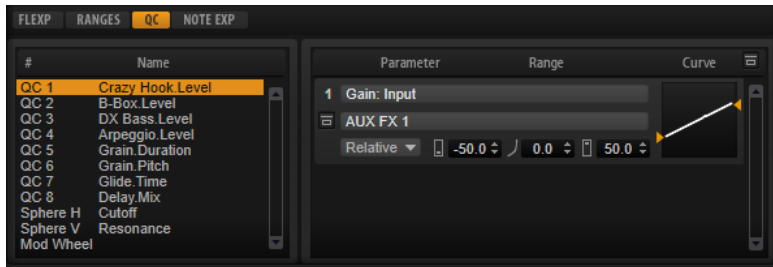 FLEXP RANGES QC NOTE EXP
# Name
QC 1 Crazy Hook.Level
QC 2 B-Box.Level
QC 3 DX Bass.Level
QC 4 Arpeggio.Level
QC 5 Grain.Duration
QC 6 Grain.Pitch
QC 7 Glide.Time
QC 8 Delay.Mix
Sphere H Cutoff
Sphere V Resonance
Mod Wheel
Parameter Range Curve
1 Gain: Input
AUX FX 1
Relative -50.0 0.0 50.0